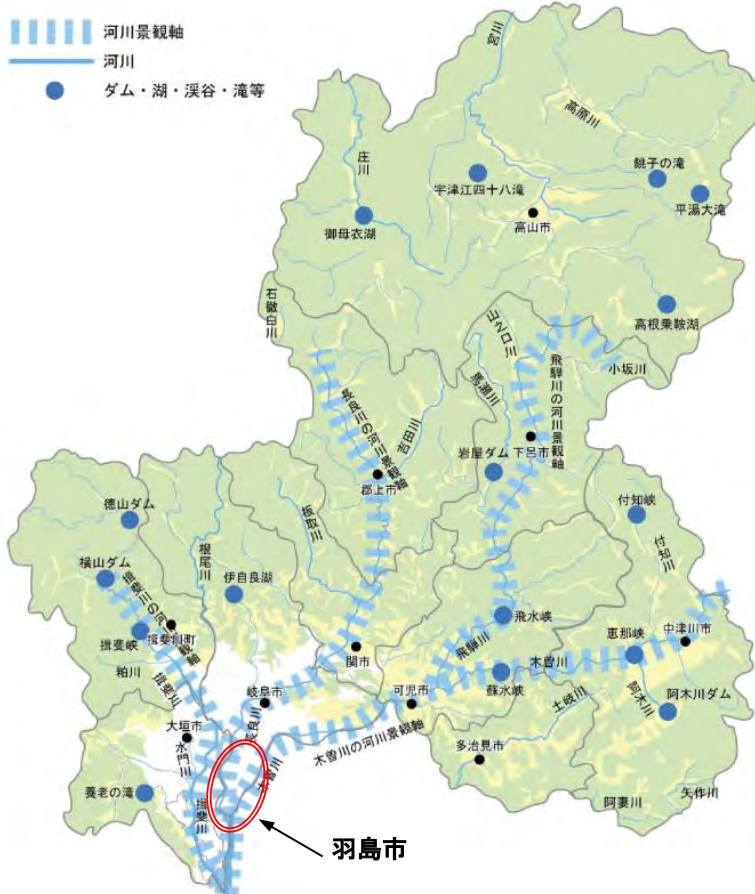 河川景観軸
河川
ダム・湖・渓谷・滝等
宮川
高原川
庄川
宇津江四十八滝
銚子の滝
平湯大滝
御母衣湖
高山市
高根乗鞍湖
石徹白川
山之口川
小坂川
馬瀬川
飛騨川の河川景観軸
長良川の河川景観軸
吉田川
岩屋ダム
下呂市
郡上市
付知峡
徳山ダム
板取川
付知川
根尾川
横山ダム
伊自良湖
揖斐川の河川景観軸
飛水峡
恵那峡
中津川市
揖斐川町
揖斐峡
関市
飛騨川
木曽川
粕川
揖斐川
岐阜市
可児市
蘇水峡
阿木川
阿木川ダム
土岐川
大垣市
長良川
木曽川の河川景観軸
水門川
多治見市
木曽川
養老の滝
揖斐川
阿妻川
矢作川
羽島市